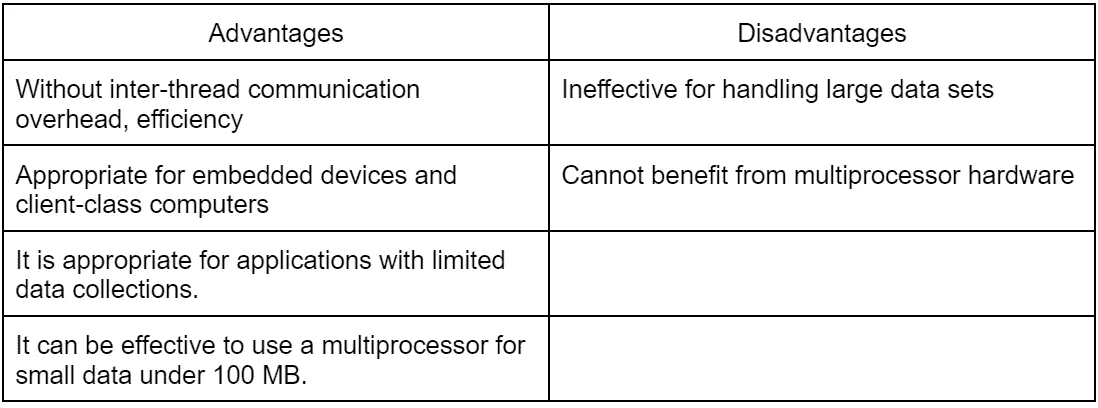 Advantages
Disadvantages
Without inter-thread communication
overhead, efficiency
Ineffective for handling large data sets
Appropriate for embedded devices and
client-class computers
Cannot benefit from multiprocessor hardware
It is appropriate for applications with limited
data collections.
It can be effective to use a multiprocessor for
small data under 100 MB.